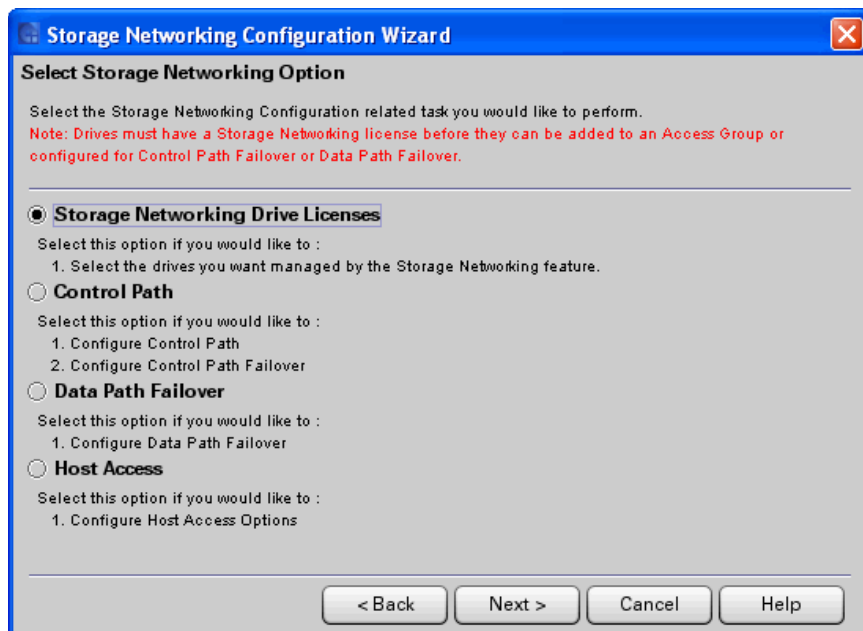 Storage Networking Configuration Wizard
Select Storage Networking Option
Select the Storage Networking Configuration related task you would like to perform.
Note: Drives must have a Storage Networking license before they can be added to an Access Group or
configured for Control Path Failover or Data Path Failover.
Storage Networking Drive Licenses
Select this option if you would like to :
1. Select the drives you want managed by the Storage Networking feature.
Control Path
Select this option if you would like to :
1. Configure Control Path
2. Configure Control Path Failover
Data Path Failover
Select this option if you would like to :
1. Configure Data Path Failover
Host Access
Select this option if you would like to :
1. Configure Host Access Options
< Back Next > Cancel Help